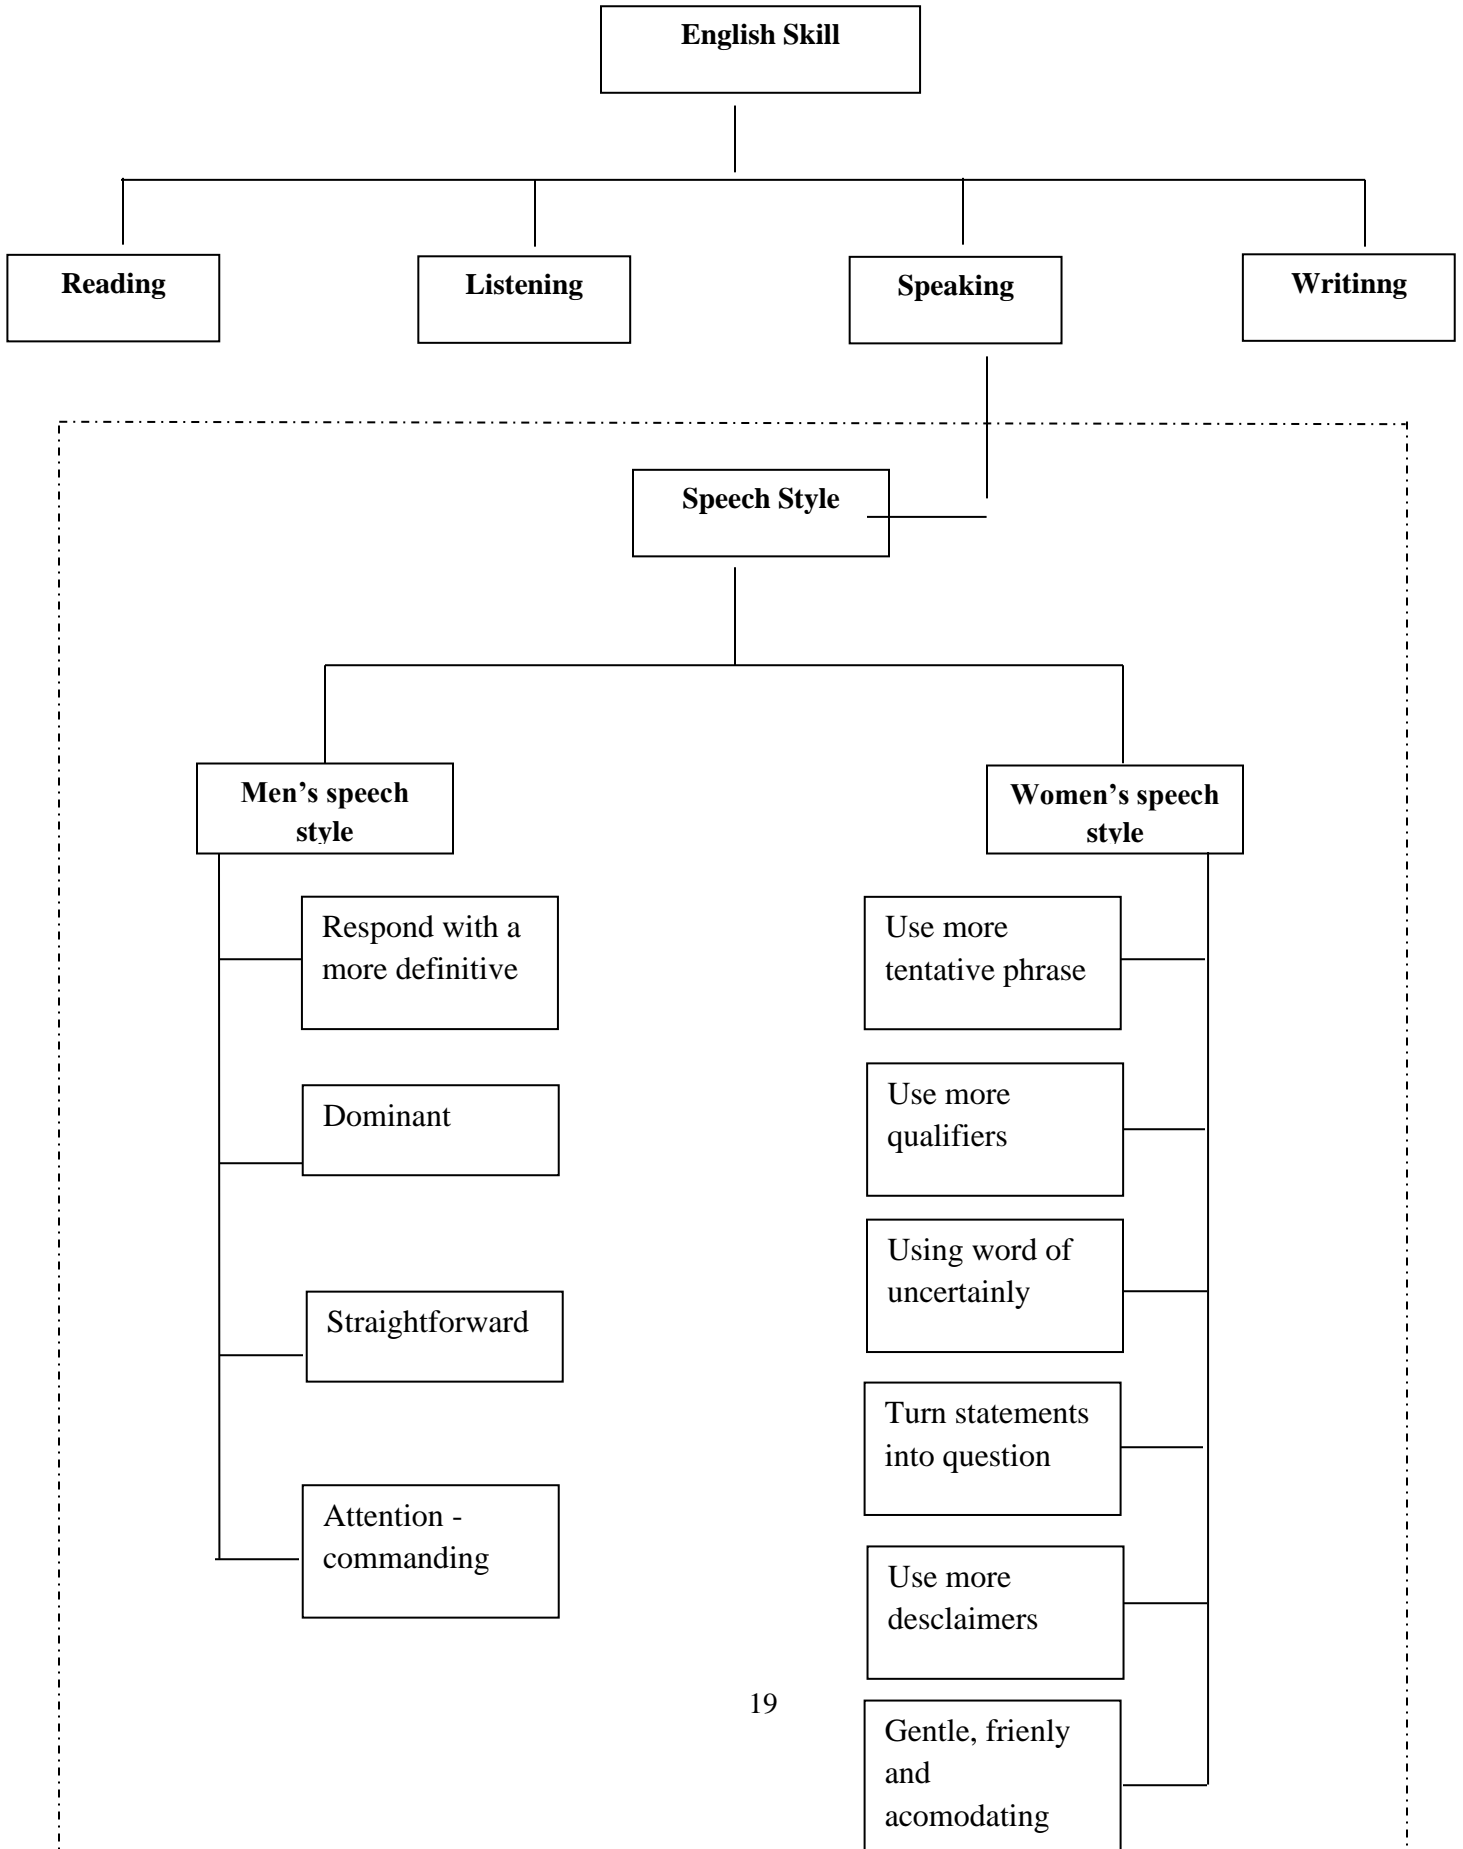 English Skill
Reading
Listening
Speaking
Writinng
Speech Style
Men’s speech
style
Women’s speech
style
Respond with a
more definitive
Dominant
Straightforward
Attention -
commanding
Use more
tentative phrase
Use more
qualifiers
Using word of
uncertainly
Turn statements
into question
Use more
desclaimers
Gentle, frienly
and
acomodating
19